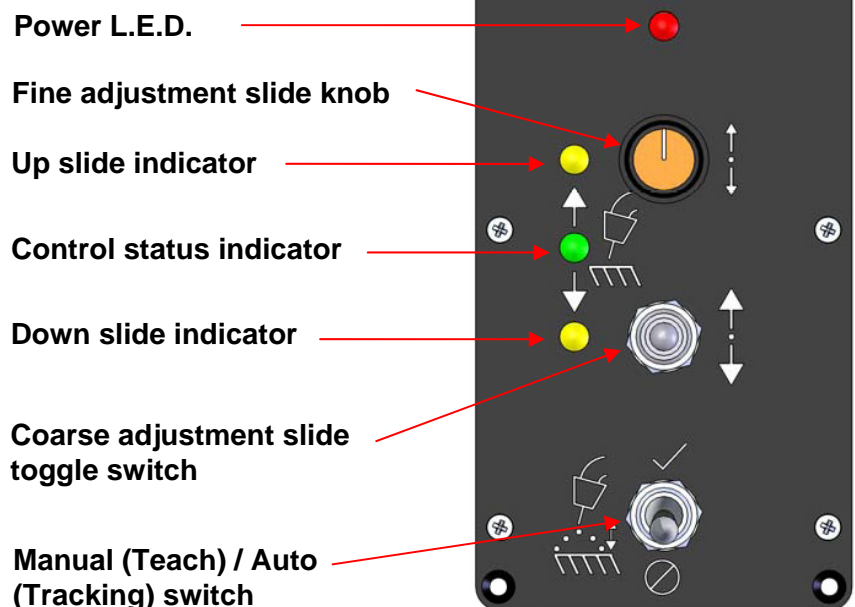 Power L.E.D.
Fine adjustment slide knob
Up slide indicator
Control status indicator
Down slide indicator
Coarse adjustment slide
toggle switch
Manual (Teach) / Auto
(Tracking) switch